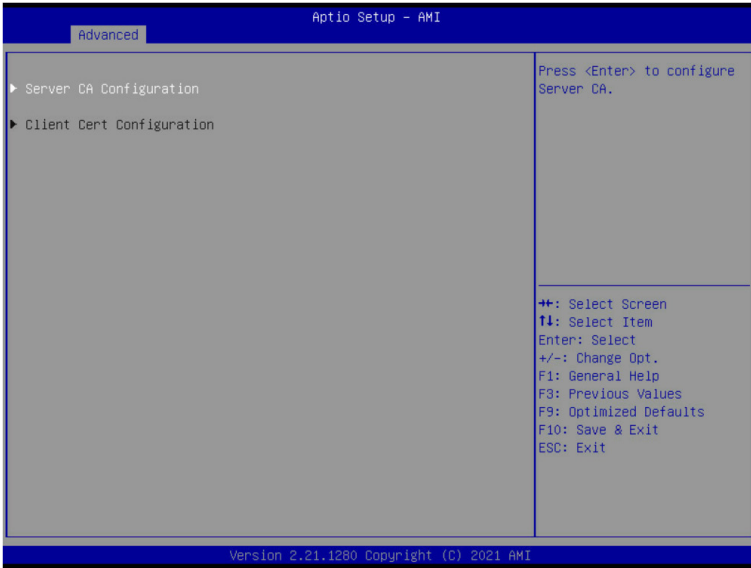 Aptio Setup – AMI
Advanced
Server CA Configuration
Client Cert Configuration
Press <Enter> to configure
Server CA.
→←: Select Screen
↑↓: Select Item
Enter: Select
+/-: Change Opt.
F1: General Help
F3: Previous Values
F9: Optimized Defaults
F10: Save & Exit
ESC: Exit
Version 2.21.1280 Copyright (C) 2021 AMI